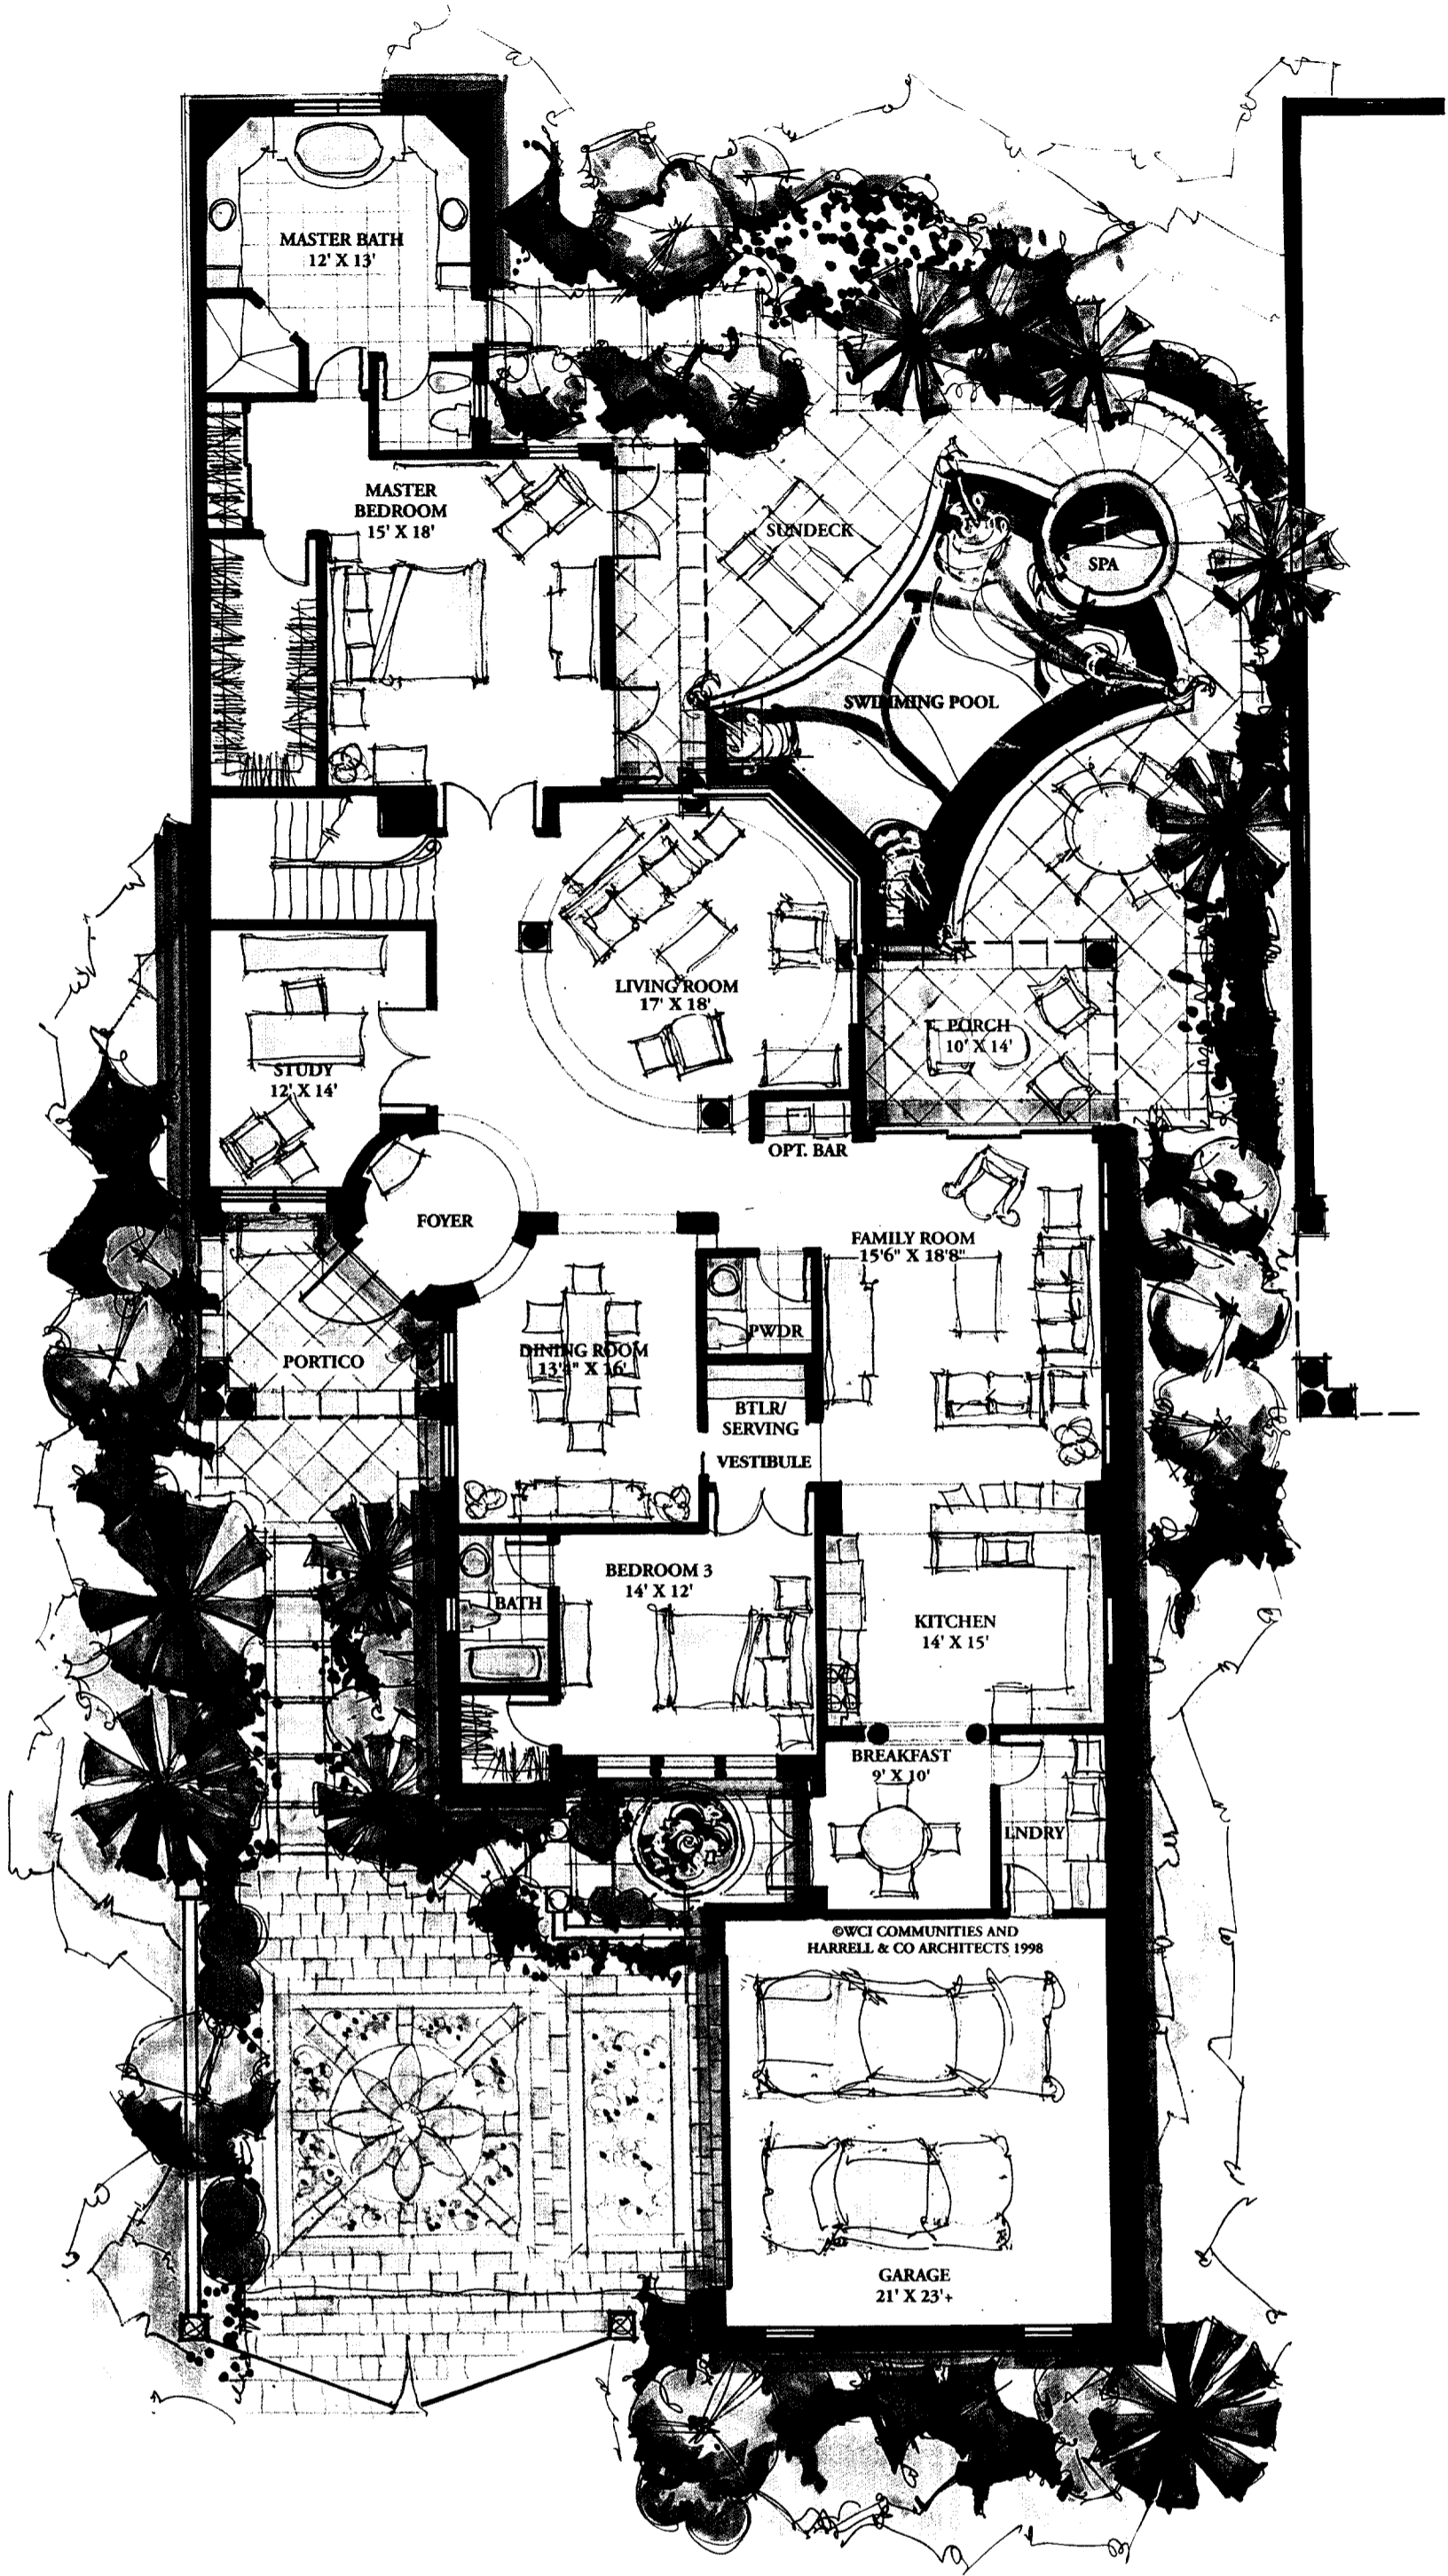 MASTER BATH
12' X 13'
MASTER
BEDROOM
15' X 18'
SUNDECK
SPA
SWIMMING POOL
LIVING ROOM
17' X 18'
PORCH
10' X 14'
STUDY
12' X 14'
OPT. BAR
FOYER
FAMILY ROOM
15'6" X 18'8"
PWDR
DINING ROOM
13'4" X 16'
PORTICO
BTLR/
SERVING
VESTIBULE
BEDROOM 3
14' X 12'
BATH
KITCHEN
14' X 15'
BREAKFAST
9' X 10'
LNDRY
©WCI COMMUNITIES AND
HARRELL & CO ARCHITECTS 1998
GARAGE
21' X 23'+